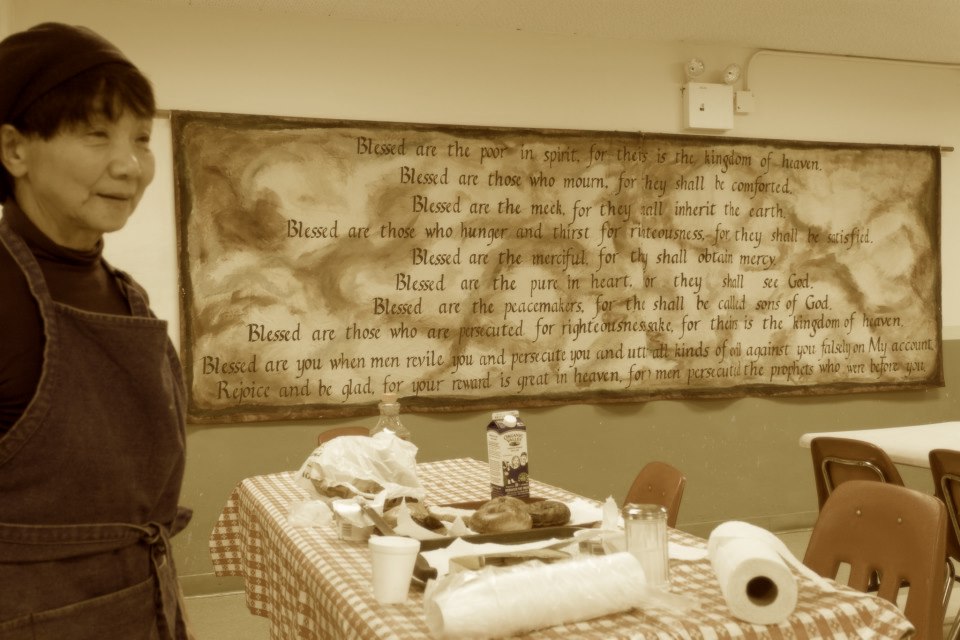 Blessed are the poor in spirit, for theirs is the kingdom of heaven.
Blessed are those who mourn, for hey shall be comforted.
Blessed are the meek, for they all inherit the earth.
Blessed are those who hunger and thirst for righteousness, for they shall be satisfied.
Blessed are the merciful, for thy shall obtain mercy.
Blessed are the pure in heart, or they shall see God.
Blessed are the peacemakers, for the shall be called sons of God.
Blessed are those who are persecuted for righteousness sake, for theirs is the kingdom of heaven.
Blessed are you when men revile you and persecute you and utt all kinds of evil against you falsely on My account.
Rejoice and be glad, for your reward is great in heaven, for men persecuted the prophets who were before you.
ORGANIC